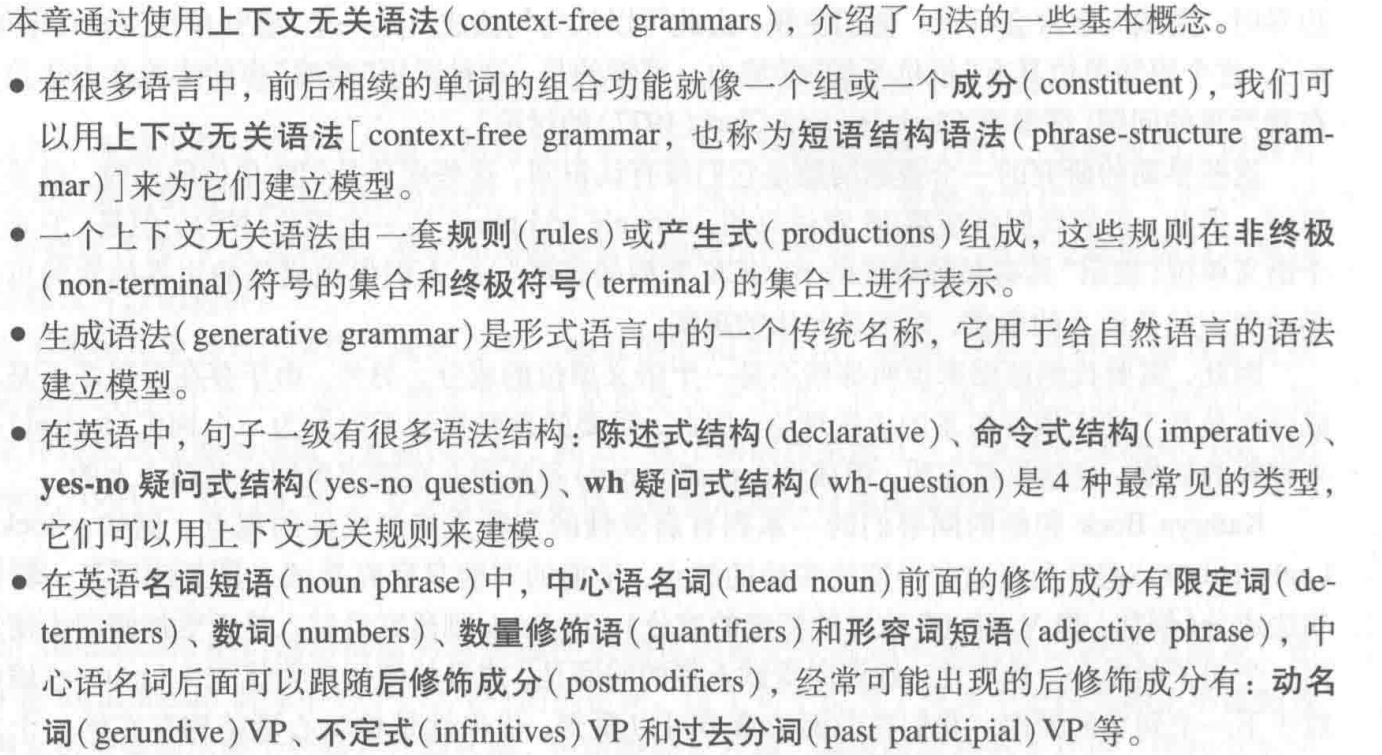 本章通过使用上下文无关语法(context-free grammars)，介绍了句法的一些基本概念。
● 在很多语言中，前后相续的单词的组合功能就像一个组或一个成分(constituent)，我们可
以用上下文无关语法[context-free grammar，也称为短语结构语法(phrase-structure gram-
mar)]来为它们建立模型。
● 一个上下文无关语法由一套规则(rules)或产生式(productions)组成，这些规则在非终极
(non-terminal)符号的集合和终极符号(terminal)的集合上进行表示。
● 生成语法(generative grammar)是形式语言中的一个传统名称，它用于给自然语言的语法
建立模型。
● 在英语中，句子一级有很多语法结构：陈述式结构(declarative)、命令式结构(imperative)、
yes-no 疑问式结构(yes-no question)、wh 疑问式结构(wh-question)是 4 种最常见的类型，
它们可以用上下文无关规则来建模。
● 在英语名词短语(noun phrase)中，中心语名词(head noun)前面的修饰成分有限定词(de-
terminers)、数词(numbers)、数量修饰语(quantifiers)和形容词短语(adjective phrase)，中
心语名词后面可以跟随后修饰成分(postmodifiers)，经常可能出现的后修饰成分有：动名
词(gerundive)VP、不定式(infinitives)VP 和过去分词(past participial)VP 等。